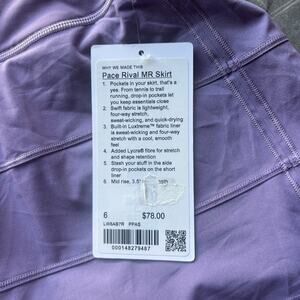 WHY WE MADE THIS
Pace Rival MR Skirt
1. Pockets in your skirt, that's a
yes. From tennis to trail
running, drop-in pockets let
you keep essentials close
2. Swift fabric is lightweight,
four-way stretch,
sweat-wicking, and quick-drying
3. Built-in Luxtreme™ fabric liner
is sweat-wicking and four-way
stretch with a cool, smooth
feel
4. Added Lycra® fibre for stretch
and shape retention
5. Stash your stuff in the side
drop-in pockets on the short
liner
6. Mid rise, 3.5"
6 $78.00
LW8AB7R PPAS
000148279487